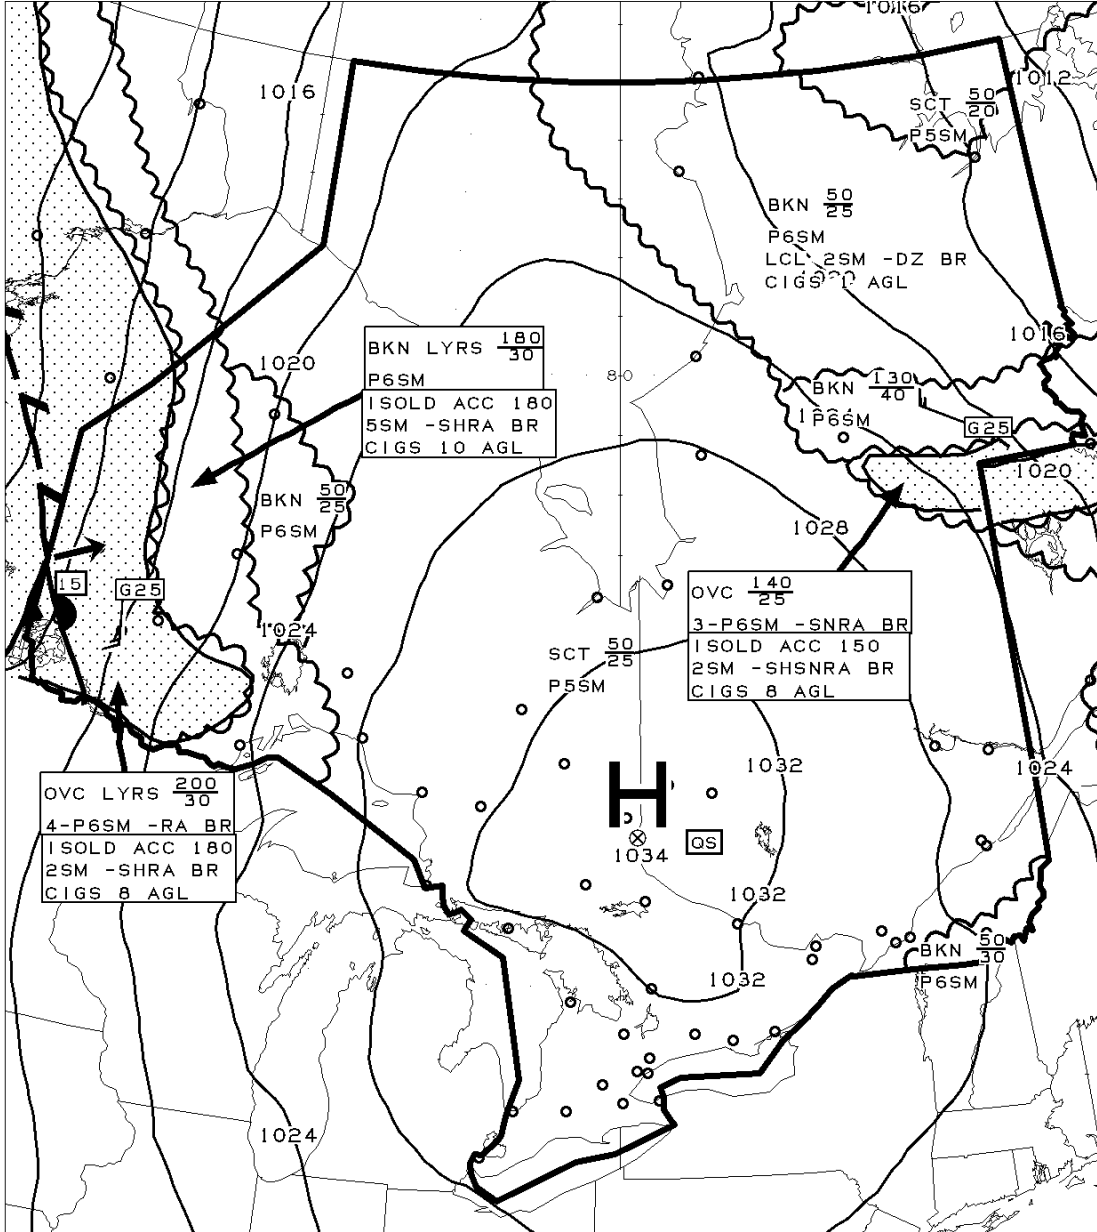 1016
1016
1012
SCT 50
20
P5SM
BKN 50
25
P6SM
LCL 2SM -DZ BR
CIGS 1 AGL
1016
1020
BKN LYRS 180
30
P6SM
ISOLD ACC 180
5SM -SHRA BR
CIGS 10 AGL
80
BKN 130
40
P6SM
G25
1020
BKN 50
25
P6SM
1028
15
G25
OVC 140
25
3-P6SM -SNRA BR
ISOLD ACC 150
2SM -SHSNRA BR
CIGS 8 AGL
1024
SCT 50
25
P5SM
H
1032
1024
OVC LYRS 200
30
4-P6SM -RA BR
ISOLD ACC 180
2SM -SHRA BR
CIGS 8 AGL
QS
1034
1032
BKN 50
30
P6SM
1032
1024